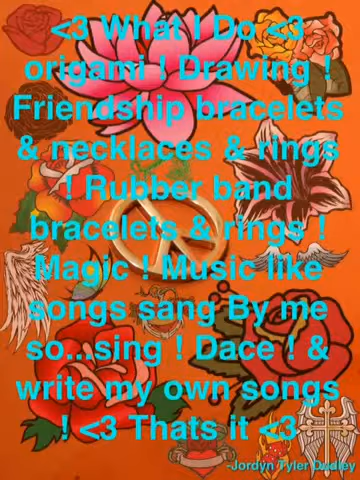 <3 What I Do <3
origami ! Drawing !
Friendship bracelets
& necklaces & rings
! Rubber band
bracelets & rings !
Magic ! Music like
songs sang By me
so...sing ! Dace ! &
write my own songs
! <3 Thats it <3
-Jordyn Tyler Dudley